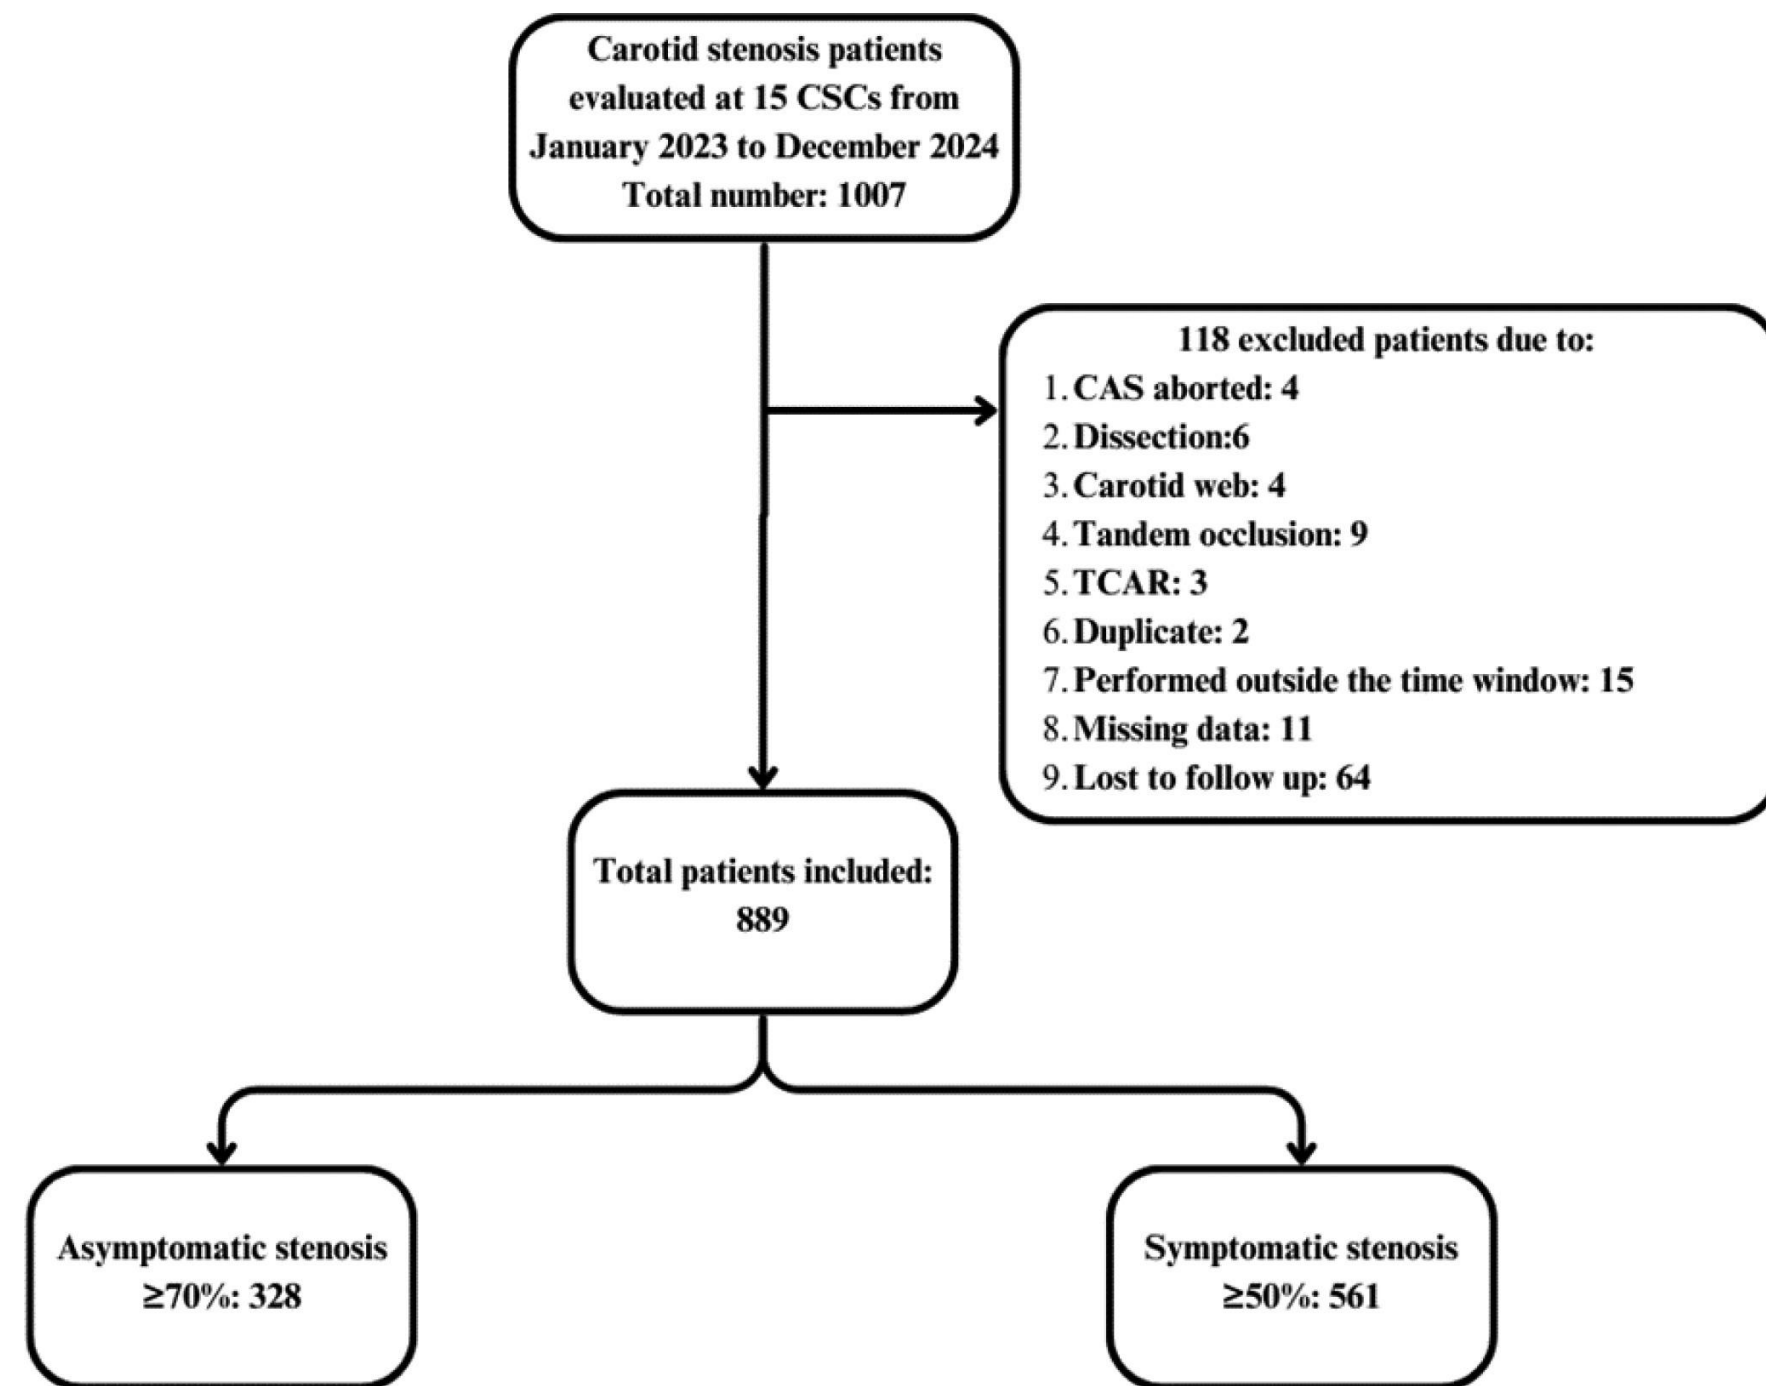 Carotid stenosis patients
evaluated at 15 CSCs from
January 2023 to December 2024
Total number: 1007
118 excluded patients due to:
1. CAS aborted: 4
2. Dissection:6
3. Carotid web: 4
4. Tandem occlusion: 9
5. TCAR: 3
6. Duplicate: 2
7. Performed outside the time window: 15
8. Missing data: 11
9. Lost to follow up: 64
Total patients included:
889
Asymptomatic stenosis
≥70%: 328
Symptomatic stenosis
≥50%: 561